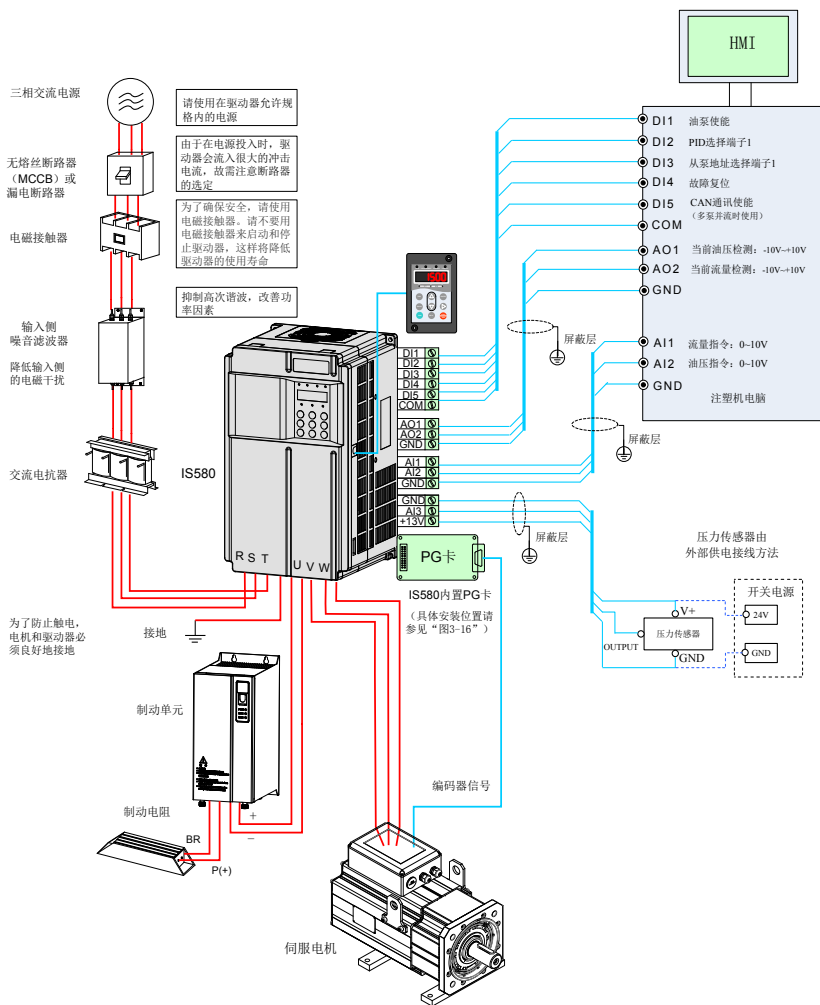 HMI
三相交流电源
请使用在驱动器允许规
格内的电源
无熔丝断路器
（MCCB）或
漏电断路器
由于在电源投入时，驱
动器会流入很大的冲击
电流，故需注意断路器
的选定
电磁接触器
为了确保安全，请使用
电磁接触器。请不要用
电磁接触器来启动和停
止驱动器，这样将降低
驱动器的使用寿命
抑制高次谐波，改善功
率因素
输入侧
噪音滤波器
降低输入侧
的电磁干扰
交流电抗器
IS580
R S T
U V W
15.00
DI1
DI2
DI3
DI4
DI5
COM
AO1
AO2
GND
AI1
AI2
GND
GND
AI3
+13V
DI1 油泵使能
DI2 PID选择端子1
DI3 从泵地址选择端子1
DI4 故障复位
DI5 CAN通讯使能
（多泵并流时使用）
COM
AO1 当前油压检测：-10V~+10V
AO2 当前流量检测：-10V~+10V
GND
AI1 流量指令：0~10V
AI2 油压指令：0~10V
GND
注塑机电脑
屏蔽层
屏蔽层
屏蔽层
PG卡
IS580内置PG卡
（具体安装位置请
参见“图3-16”）
压力传感器由
外部供电接线方法
开关电源
V+
24V
压力传感器
OUTPUT
GND
GND
为了防止触电，
电机和驱动器必
须良好地接地
接地
制动单元
+
−
制动电阻
BR
P(+)
编码器信号
伺服电机